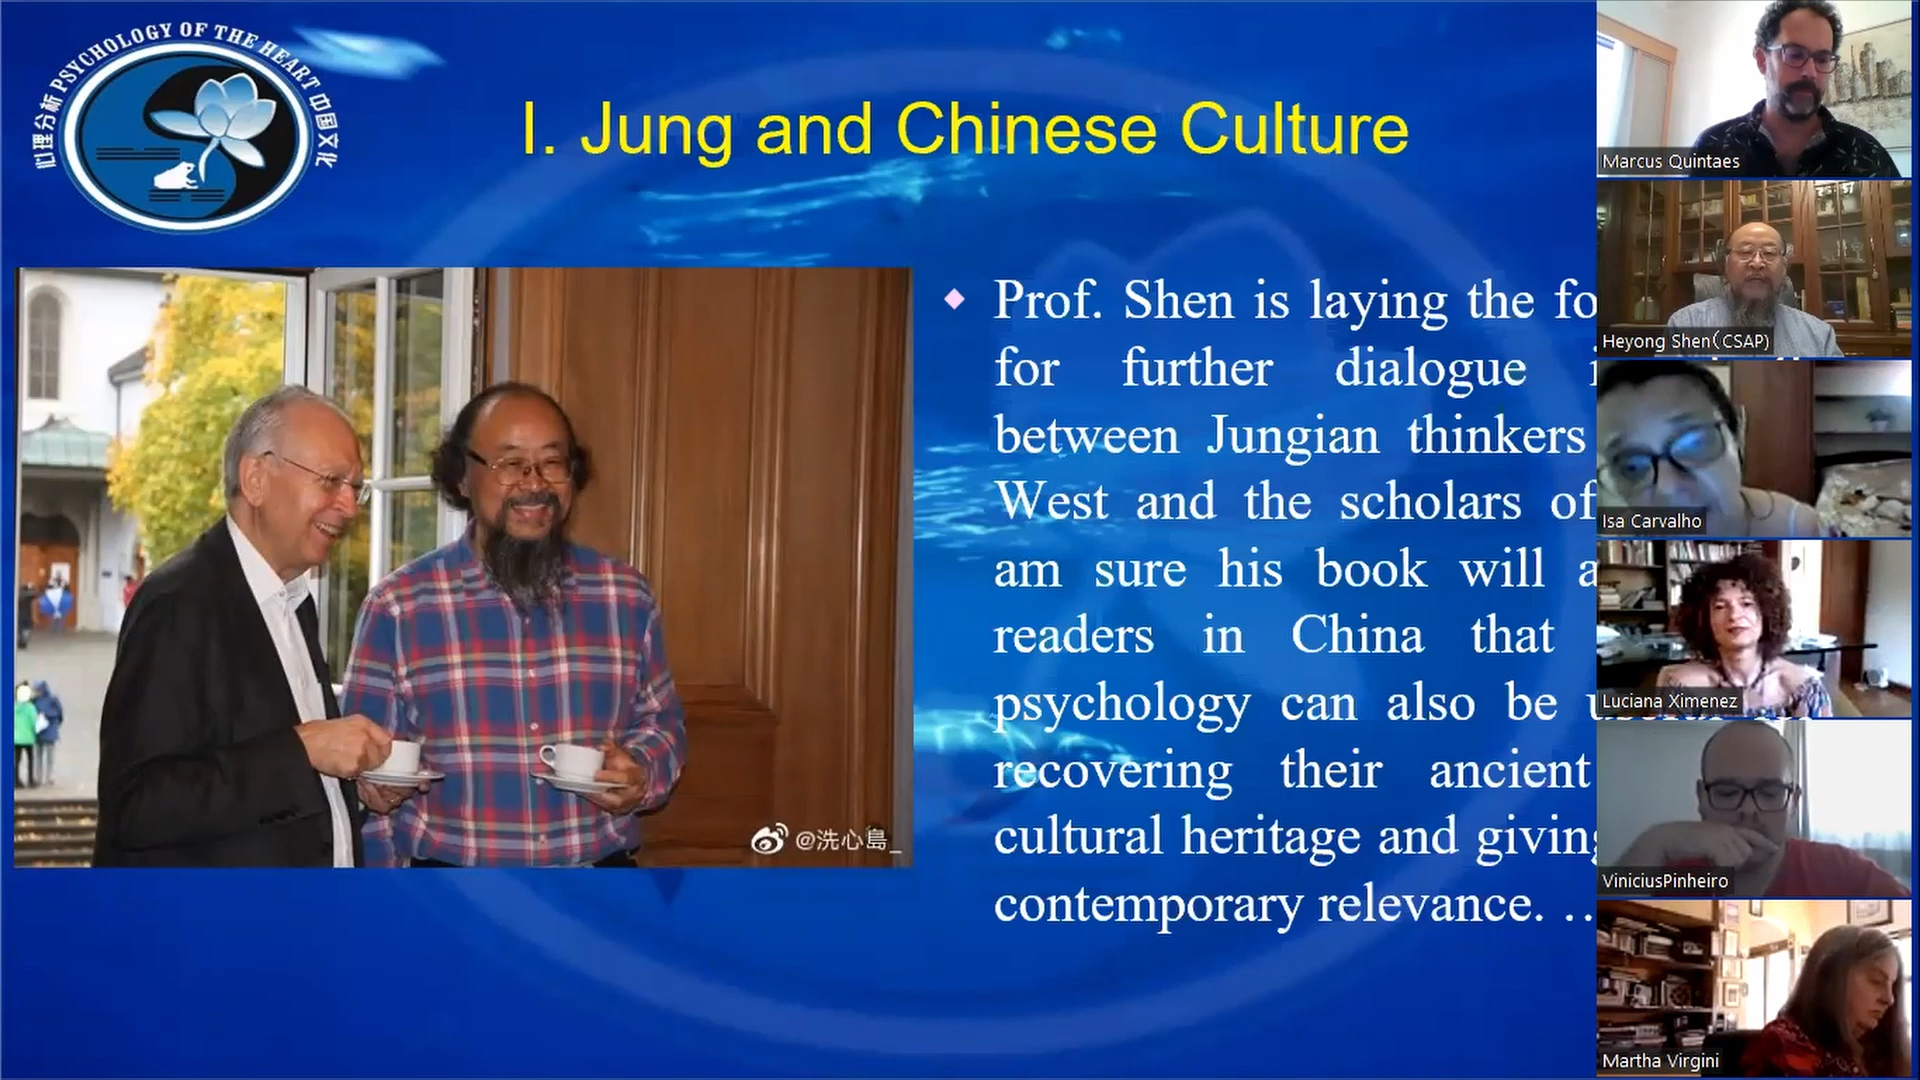 心理分析 PSYCHOLOGY OF THE HEART 中国文化
I. Jung and Chinese Culture
Prof. Shen is laying the fo
for further dialogue i
between Jungian thinkers
West and the scholars of
am sure his book will a
readers in China that
psychology can also be
recovering their ancient
cultural heritage and giving
contemporary relevance. ..
@洗心島_
Marcus Quintaes
Heyong Shen（CSAP)
Isa Carvalho
Luciana Ximenez
ViniciusPinheiro
Martha Virgini